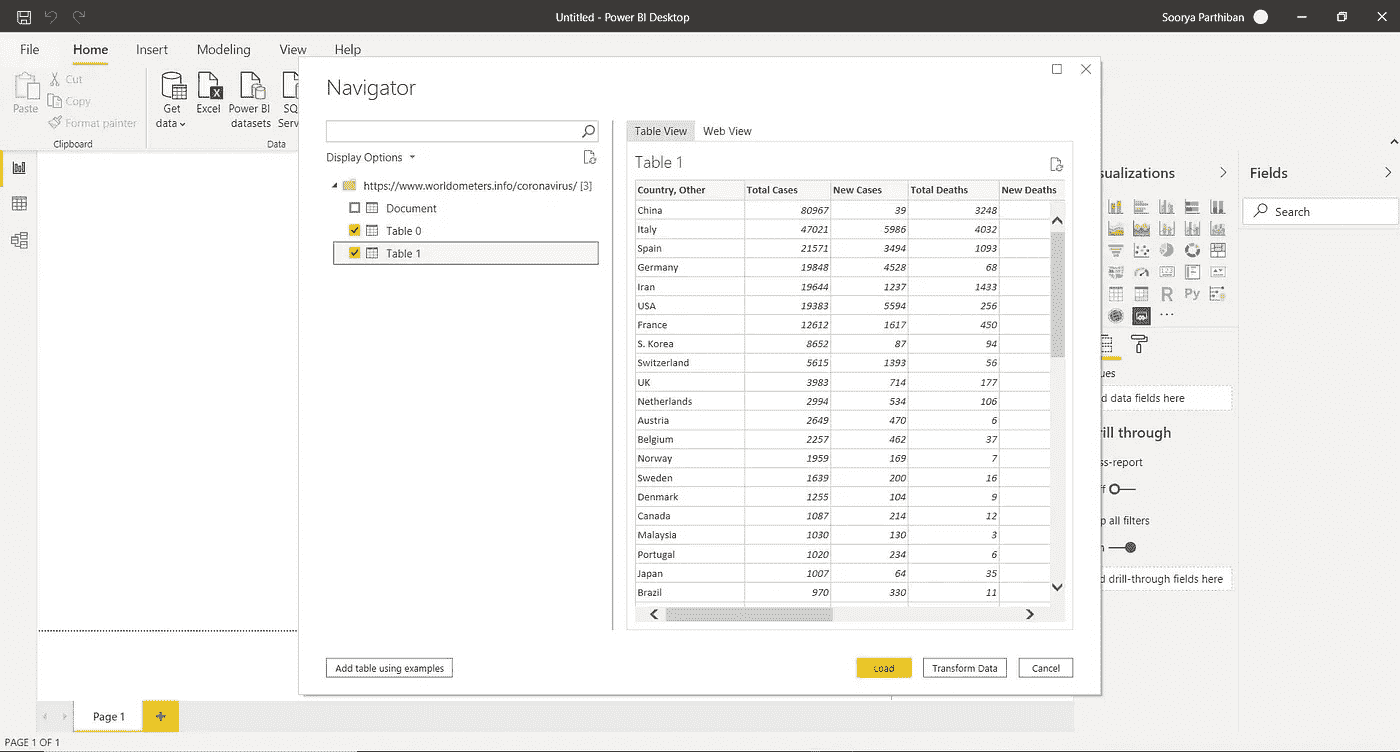 Untitled - Power BI Desktop
Soorya Parthiban
File Home Insert Modeling View Help
Paste
Cut
Copy
Format painter
Clipboard
Get data
Excel
Power BI datasets
SQ
Serv
Data
Navigator
Display Options
https://www.worldometers.info/coronavirus/ [3]
Document
Table 0
Table 1
Table View Web View
Table 1
Country, Other Total Cases New Cases Total Deaths New Deaths
China 80967 39 3248
Italy 47021 5986 4032
Spain 21571 3494 1093
Germany 19848 4528 68
Iran 19644 1237 1433
USA 19383 5594 256
France 12612 1617 450
S. Korea 8652 87 94
Switzerland 5615 1393 56
UK 3983 714 177
Netherlands 2994 534 106
Austria 2649 470 6
Belgium 2257 462 37
Norway 1959 169 7
Sweden 1639 200 16
Denmark 1255 104 9
Canada 1087 214 12
Malaysia 1030 130 3
Portugal 1020 234 6
Japan 1007 64 35
Brazil 970 330 11
Add table using examples
Load
Transform Data
Cancel
sualizations
R Py
ues
d data fields here
ill through
ss-report
f
p all filters
n
d drill-through fields here
Fields
Search
Page 1
PAGE 1 OF 1